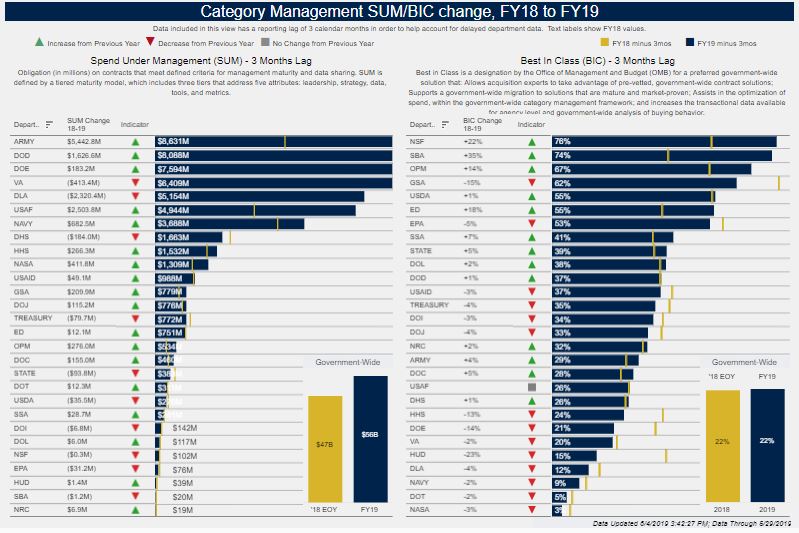 Category Management SUM/BIC change, FY18 to FY19
Data included in this view has a reporting lag of 3 calendar months in order to help account for delayed department data. Text labels show FY18 values.
Increase from Previous Year Decrease from Previous Year No Change from Previous Year FY18 minus 3mos FY19 minus 3mos
Spend Under Management (SUM) - 3 Months Lag
Obligation (in millions) on contracts that meet defined criteria for management maturity and data sharing. SUM is
defined by a tiered maturity model, which includes three tiers that address five attributes: leadership, strategy, data,
tools, and metrics.
Depart.. SUM Change 18-19 Indicator
ARMY $5,442.8M $8,631M
DOD $1,626.6M $8,088M
DOE $183.2M $7,594M
VA ($413.4M) $6,409M
DLA ($2,320.4M) $5,154M
USAF $2,503.8M $4,944M
NAVY $682.5M $3,688M
DHS ($184.0M) $1,663M
HHS $266.3M $1,532M
NASA $411.8M $1,309M
USAID $49.1M $988M
GSA $209.9M $779M
DOJ $115.2M $776M
TREASURY ($79.7M) $772M
ED $12.1M $751M
OPM $276.0M
DOC $155.0M
STATE ($93.8M)
DOT $12.3M
USDA ($35.5M)
SSA $28.7M
DOI ($6.8M) $142M
DOL $6.0M $117M
NSF ($0.3M) $102M
EPA ($31.2M) $76M
HUD $1.4M $39M
SBA ($1.2M) $20M
NRC $6.9M $19M
Government-Wide
$47B $56B
'18 EOY FY19
Best In Class (BIC) - 3 Months Lag
Best in Class is a designation by the Office of Management and Budget (OMB) for a preferred government-wide
solution that: Allows acquisition experts to take advantage of pre-vetted, government-wide contract solutions;
Supports a government-wide migration to solutions that are mature and market-proven; Assists in the optimization of
spend, within the government-wide category management framework; and increases the transactional data available
for agency level and government-wide analysis of buying behavior.
Depart.. BIC Change 18-19 Indicator
NSF +22% 76%
SBA +35% 74%
OPM +14% 67%
GSA -15% 62%
USDA +1% 55%
ED +18% 55%
EPA -5% 53%
SSA +7% 41%
STATE +5% 39%
DOL +2% 38%
DOD +1% 37%
USAID -3% 37%
TREASURY -4% 35%
DOI -3% 34%
DOJ -4% 33%
NRC +2% 32%
ARMY +4% 29%
DOC +5% 28%
USAF 26%
DHS +1% 26%
HHS -13% 24%
DOE -14% 21%
VA -2% 20%
HUD -23% 15%
DLA -4% 12%
NAVY -2% 9%
DOT -2% 5%
NASA -3% 3%
Government-Wide
'18 EOY FY19
22% 22%
2018 2019
Data Updated 6/4/2019 3:42:27 PM; Data Through 5/29/2019